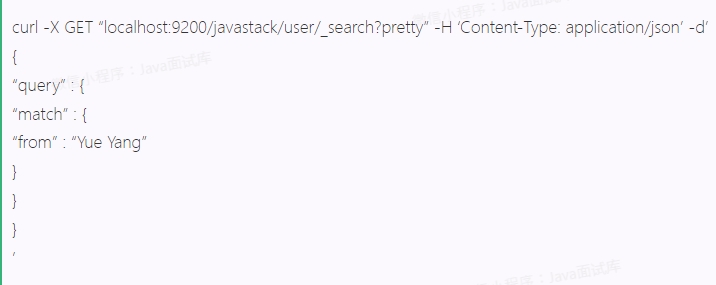 curl -X GET “localhost:9200/javastack/user/_search?pretty” -H ‘Content-Type: application/json’ -d’
{
“query” : {
“match” : {
“from” : “Yue Yang”
}
}
}
‘
小程序：Java面试库
小程序：Java面试库
小程序：Java面试库